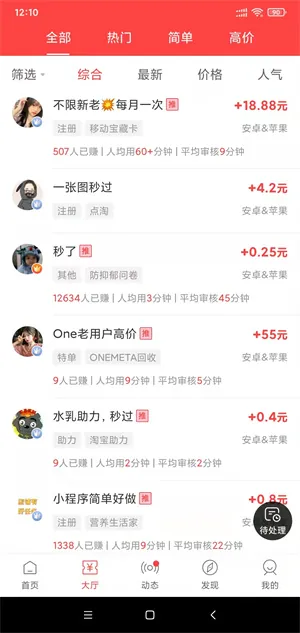 12:10
全部 热门 简单 高价
筛选 综合 最新 价格 人气
不限新老💥每月一次 推 +18.88元
注册 移动宝藏卡 安卓&苹果
507人已赚 | 人均用60+分钟 | 平均审核9分钟
一张图秒过 +4.2元
注册 点淘 安卓&苹果
秒了 推 +0.25元
其他 防抑郁问卷 安卓&苹果
12634人已赚 | 人均用3分钟 | 平均审核45分钟
One老用户高价 推 +55元
特单 ONEMETA回收 安卓&苹果
9人已赚 | 人均用9分钟 | 平均审核5分钟
水乳助力，秒过 推 +0.4元
助力 淘宝助力 安卓&苹果
9人已赚 | 人均用2分钟 | 平均审核2分钟
小程序简单好做 推 +0.8元
注册 营养生活家
待处理
1338人已赚 | 人均用9分钟 | 平均审核22分钟
首页 大厅 动态 发现 我的